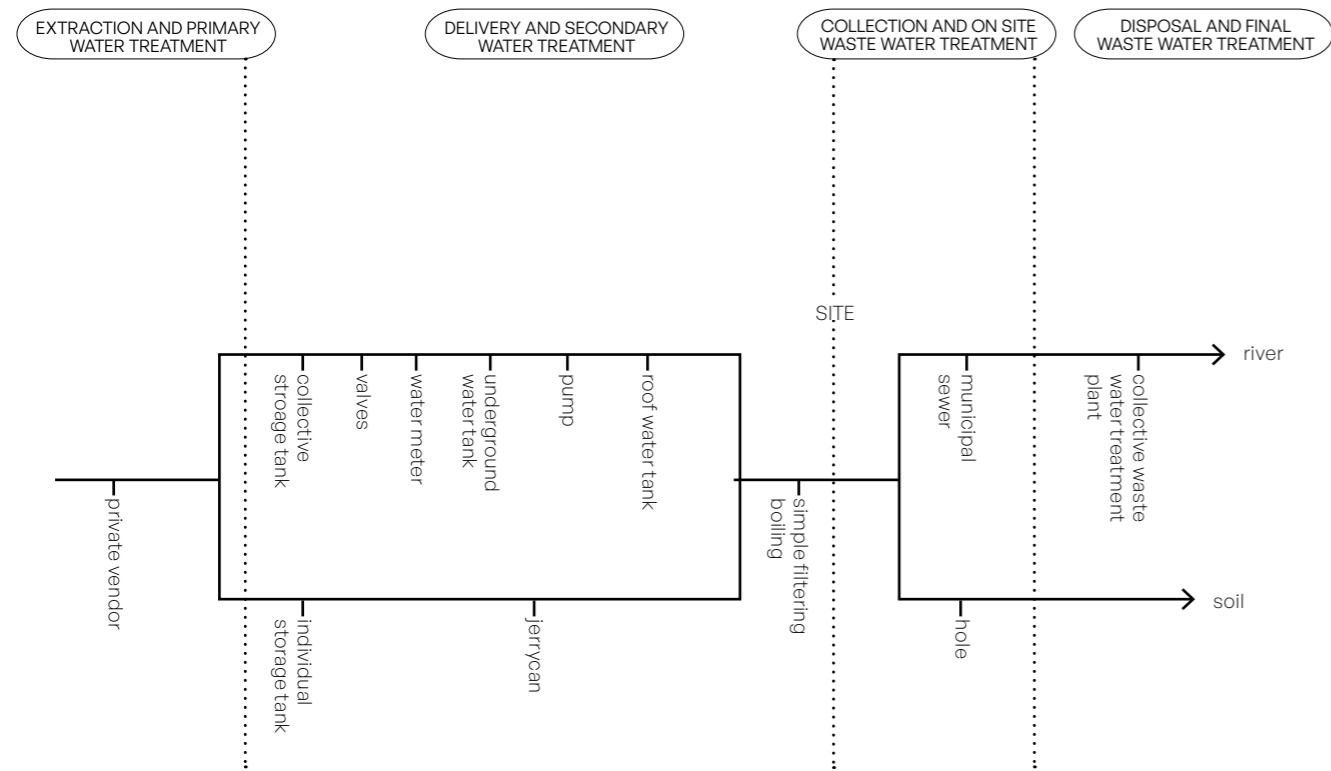 EXTRACTION AND PRIMARY
WATER TREATMENT
DELIVERY AND SECONDARY
WATER TREATMENT
COLLECTION AND ON SITE
WASTE WATER TREATMENT
DISPOSAL AND FINAL
WASTE WATER TREATMENT
SITE
river
collective
stroage tank
valves
water meter
underground
water tank
pump
roof water tank
municipal
sewer
collective waste
water treatment
plant
private vendor
simple filtering
boiling
soil
individual
storage tank
jerrycan
hole